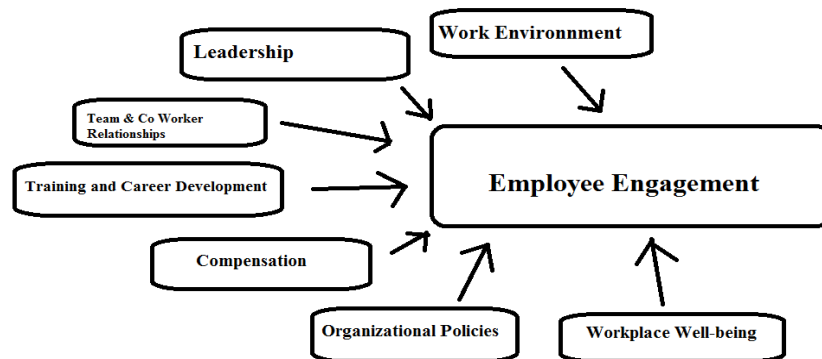 Work Environnment
Leadership
Team & Co Worker
Relationships
Training and Career Development
Employee Engagement
Compensation
Organizational Policies
Workplace Well-being